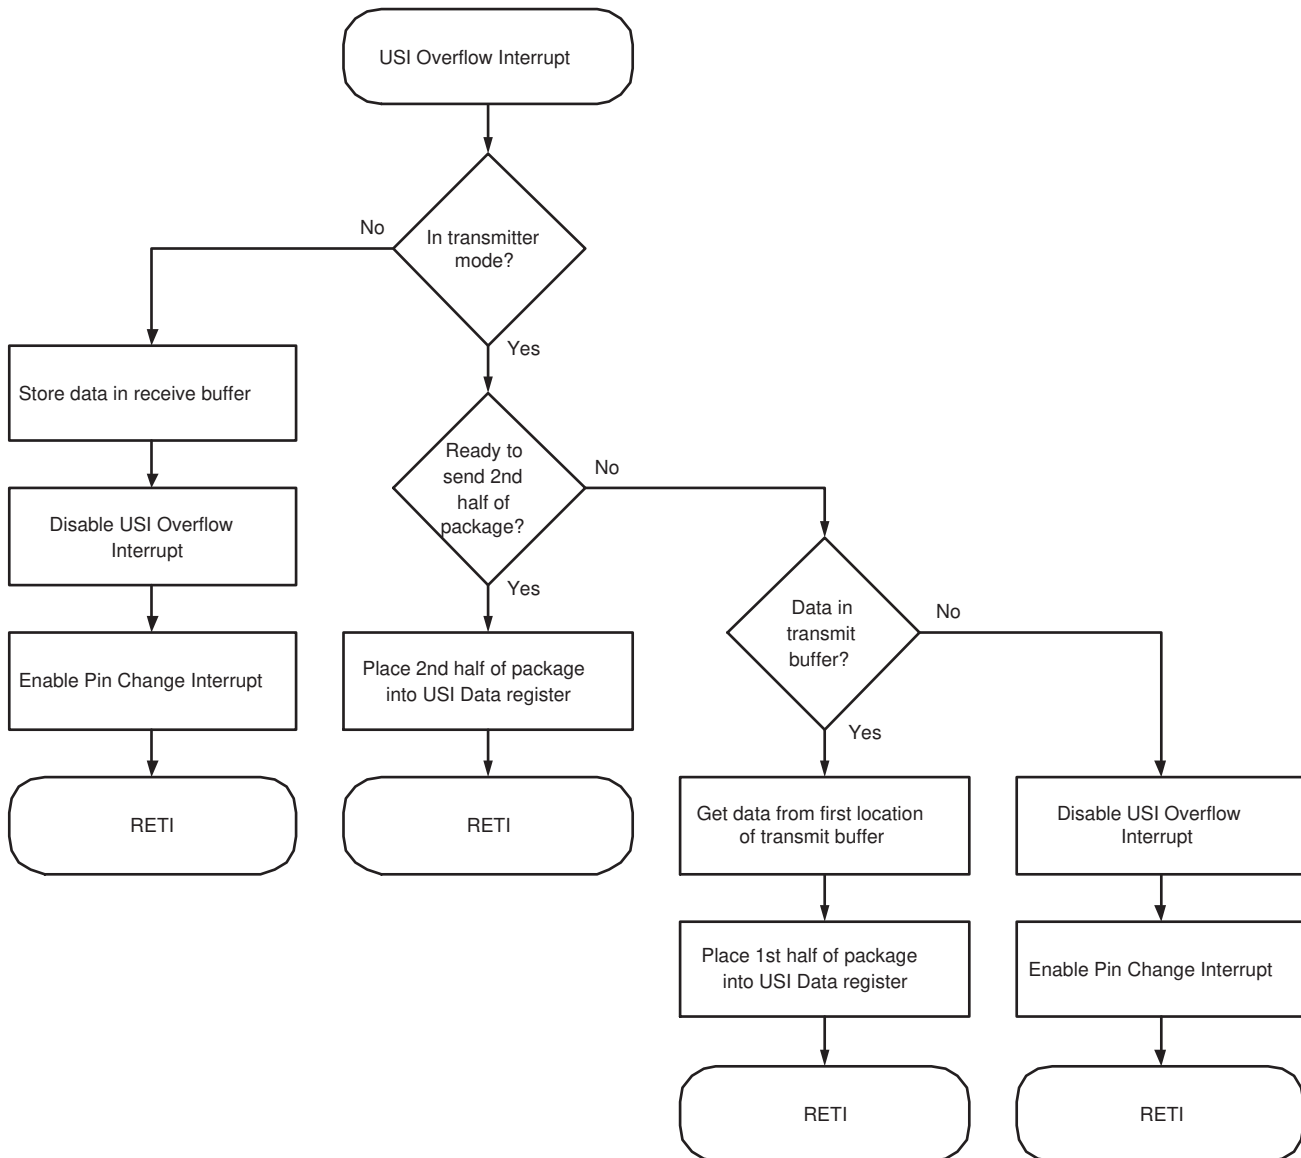 USI Overflow Interrupt
No
In transmitter
mode?
Yes
Store data in receive buffer
Ready to
send 2nd
half of
package?
No
Disable USI Overflow
Interrupt
Yes
Data in
transmit
buffer?
No
Enable Pin Change Interrupt
Place 2nd half of package
into USI Data register
Yes
RETI
RETI
Get data from first location
of transmit buffer
Disable USI Overflow
Interrupt
Place 1st half of package
into USI Data register
Enable Pin Change Interrupt
RETI
RETI